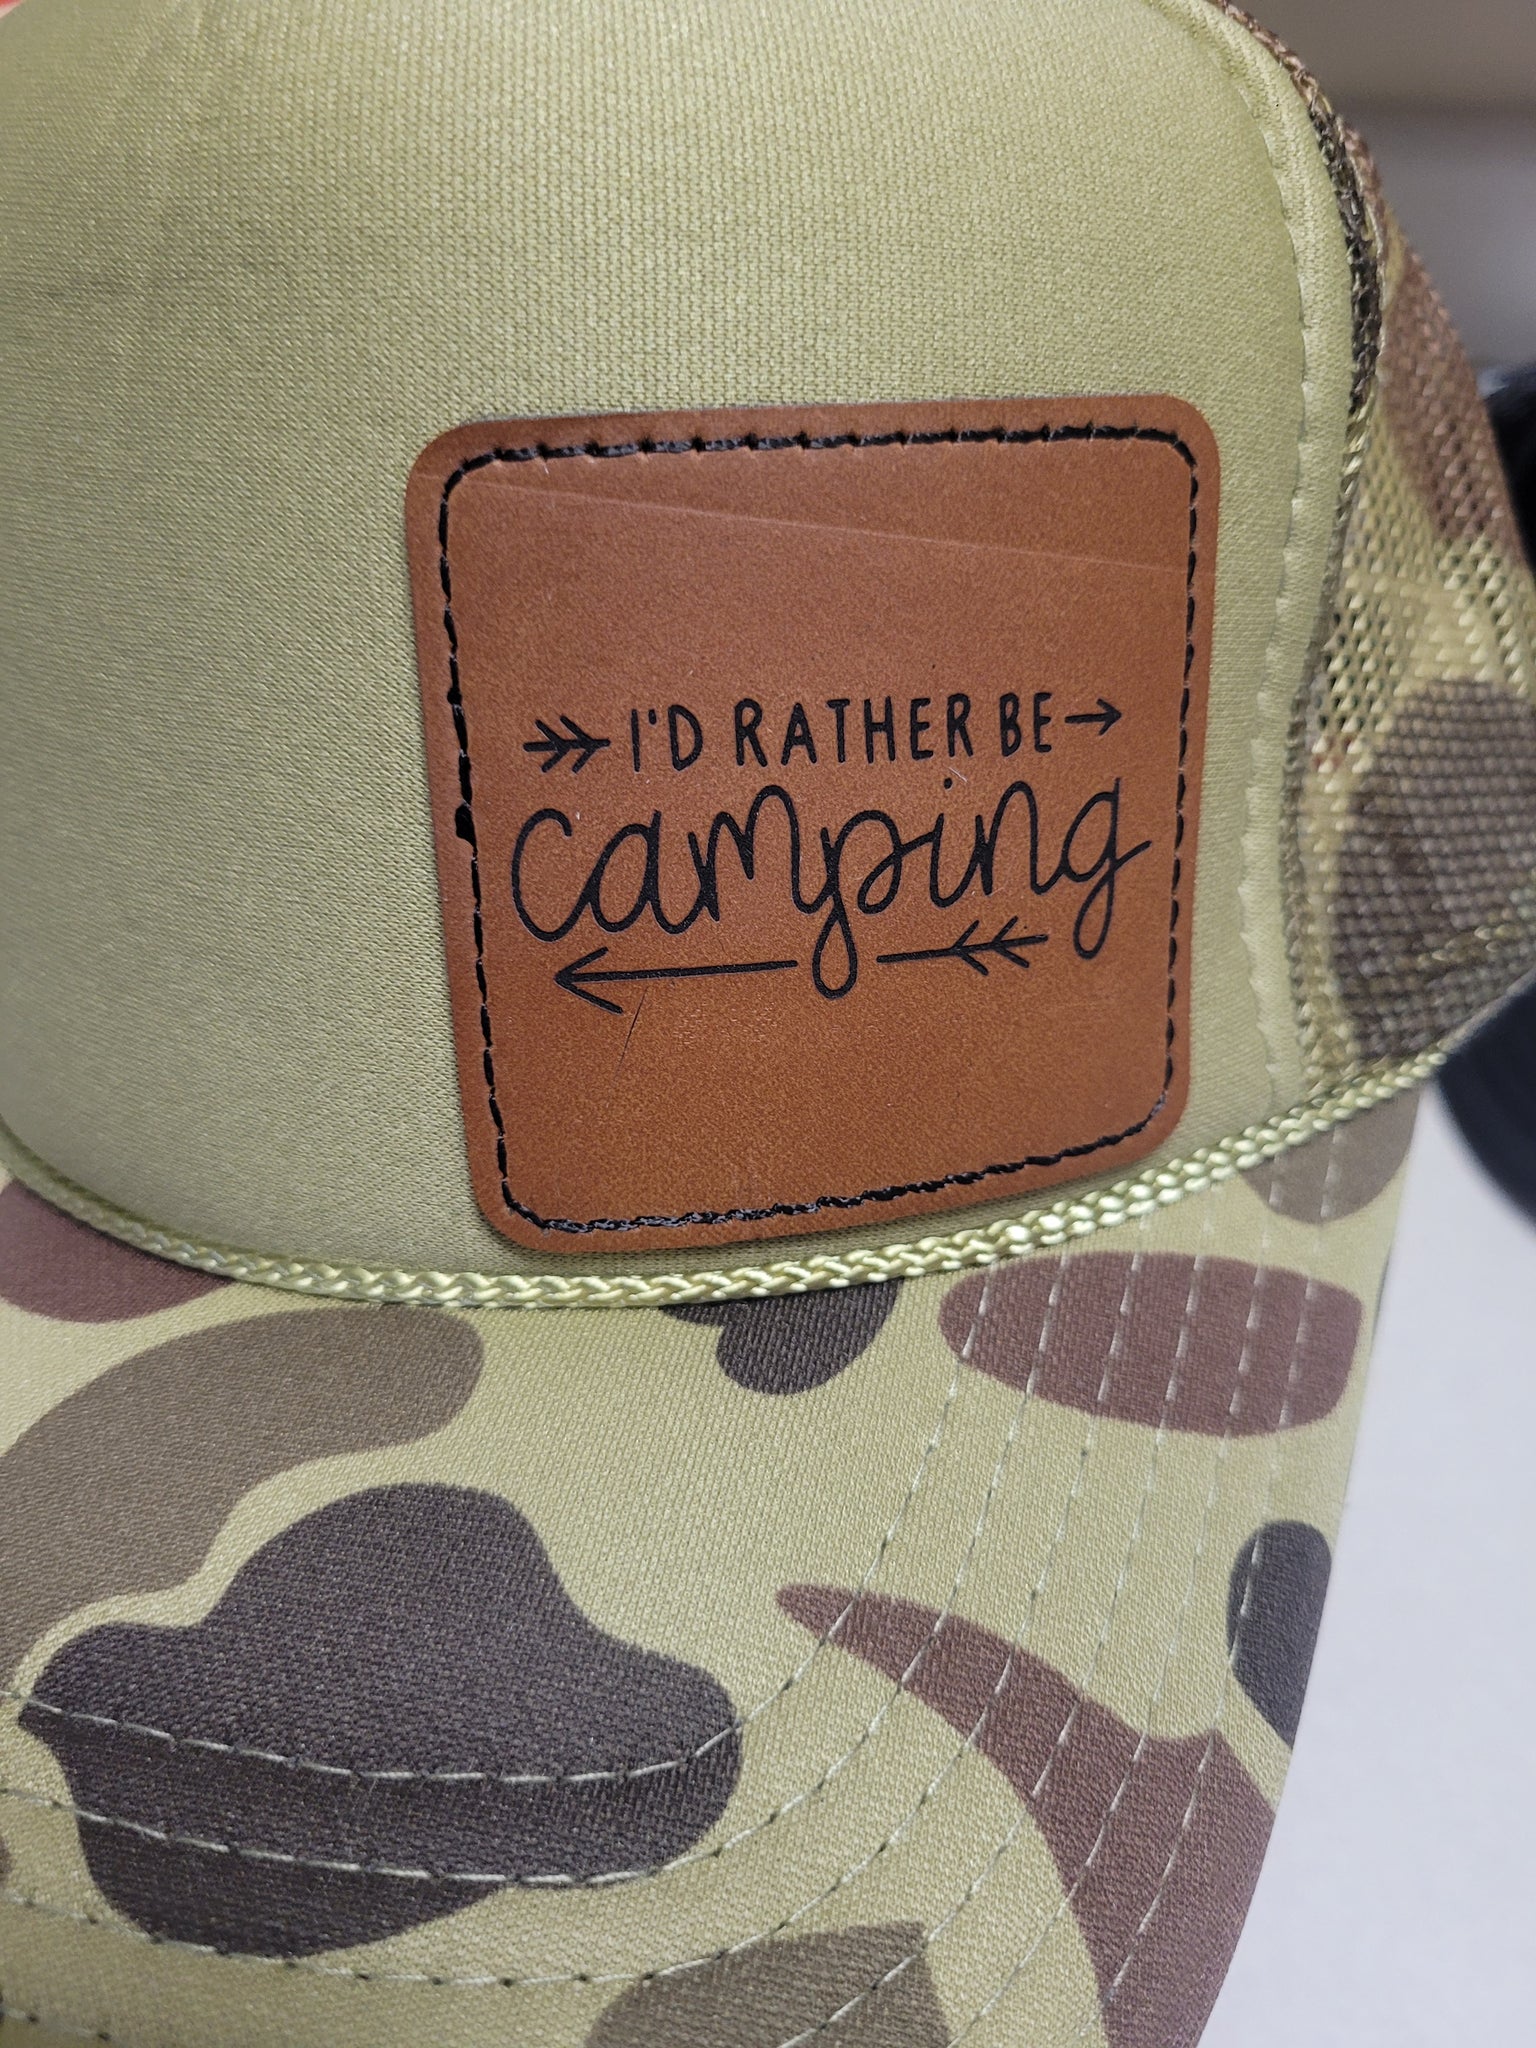 I'D RATHER BE
camping